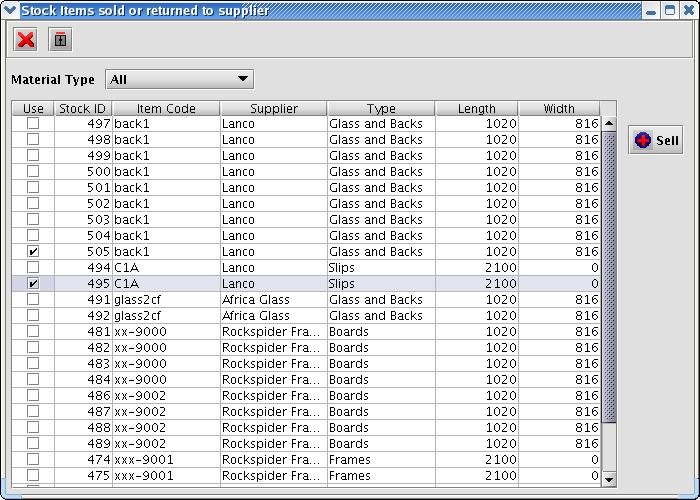 Stock Items sold or returned to supplier
Material Type All
Use Stock ID Item Code Supplier Type Length Width
497 back1 Lanco Glass and Backs 1020 816
498 back1 Lanco Glass and Backs 1020 816
499 back1 Lanco Glass and Backs 1020 816
500 back1 Lanco Glass and Backs 1020 816
501 back1 Lanco Glass and Backs 1020 816
502 back1 Lanco Glass and Backs 1020 816
503 back1 Lanco Glass and Backs 1020 816
504 back1 Lanco Glass and Backs 1020 816
505 back1 Lanco Glass and Backs 1020 816
494 C1A Lanco Slips 2100 0
495 C1A Lanco Slips 2100 0
491 glass2cf Africa Glass Glass and Backs 1020 816
492 glass2cf Africa Glass Glass and Backs 1020 816
481 xx-9000 Rockspider Fra... Boards 1020 816
482 xx-9000 Rockspider Fra... Boards 1020 816
483 xx-9000 Rockspider Fra... Boards 1020 816
484 xx-9000 Rockspider Fra... Boards 1020 816
486 xx-9002 Rockspider Fra... Boards 1020 816
487 xx-9002 Rockspider Fra... Boards 1020 816
488 xx-9002 Rockspider Fra... Boards 1020 816
489 xx-9002 Rockspider Fra... Boards 1020 816
474 xxx-9001 Rockspider Fra... Frames 2100 0
475 xxx-9001 Rockspider Fra... Frames 2100 0
Sell